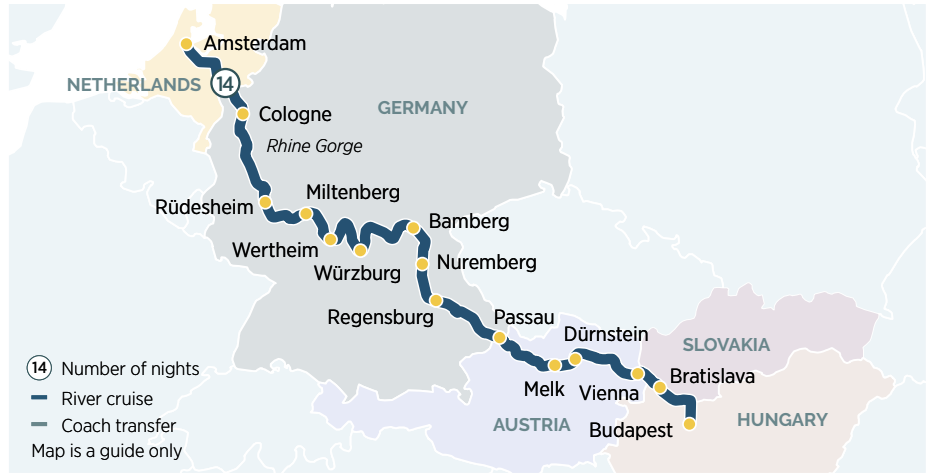 Amsterdam
NETHERLANDS
14
GERMANY
Cologne
Rhine Gorge
Miltenberg
Rüdesheim
Bamberg
Wertheim
Nuremberg
Würzburg
Regensburg
Passau
Dürnstein
SLOVAKIA
Bratislava
Melk
Vienna
HUNGARY
AUSTRIA
Budapest
14 Number of nights
River cruise
Coach transfer
Map is a guide only